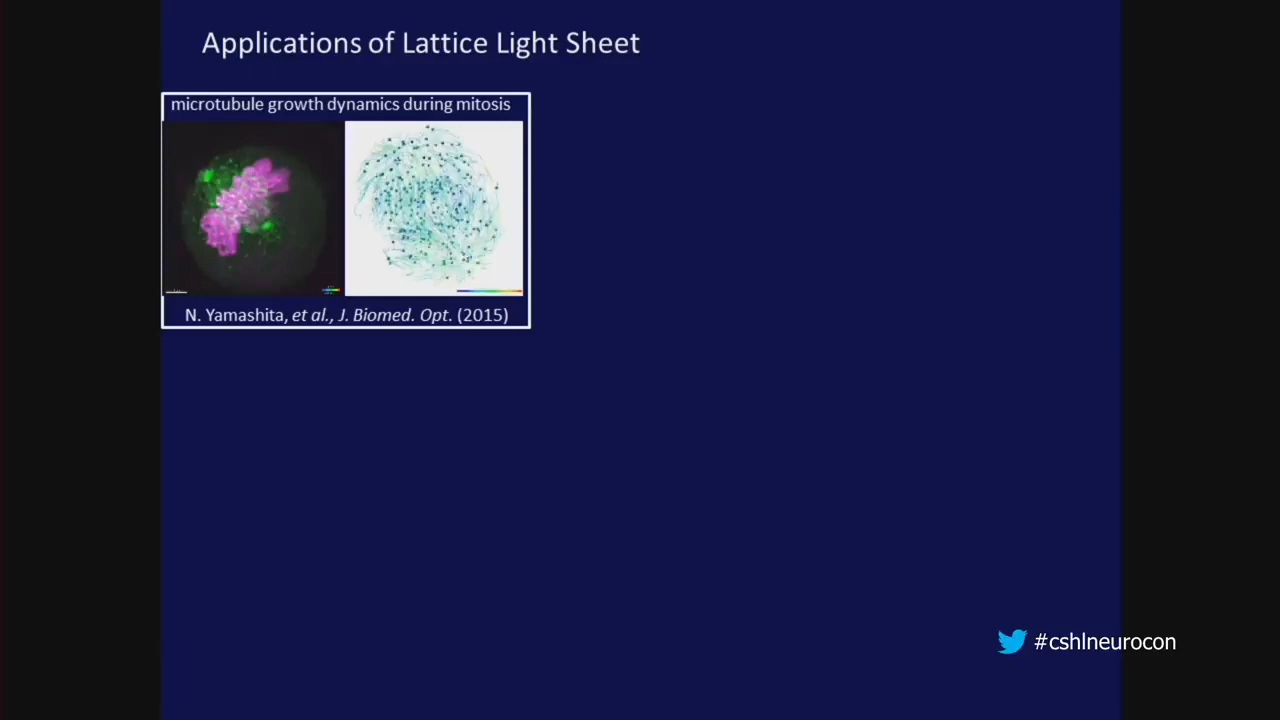 Applications of Lattice Light Sheet
microtubule growth dynamics during mitosis
N. Yamashita, et al., J. Biomed. Opt. (2015)
#cshlneurocon